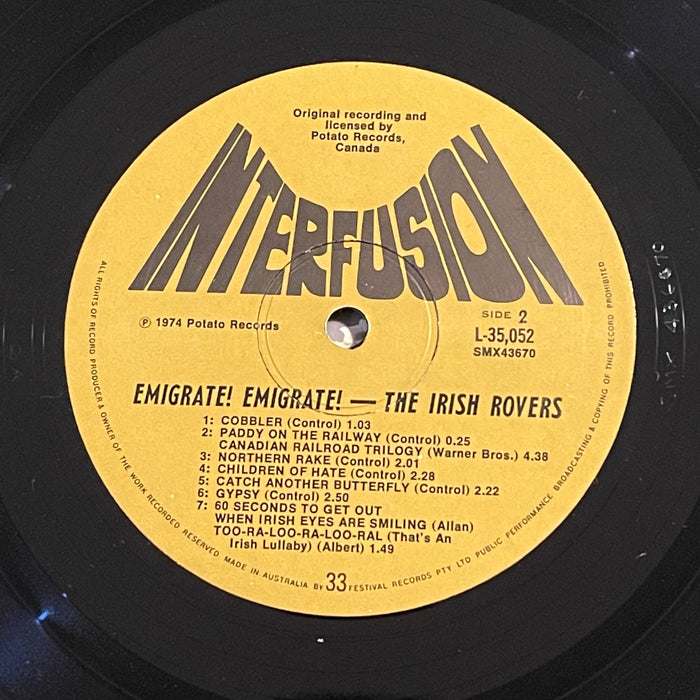 Original recording and
licensed by
Potato Records,
Canada
INTERFUSION
℗ 1974 Potato Records
SIDE 2
L-35,052
SMX43670
EMIGRATE! EMIGRATE! — THE IRISH ROVERS
1: COBBLER (Control) 1.03
2: PADDY ON THE RAILWAY (Control) 0.25
CANADIAN RAILROAD TRILOGY (Warner Bros.) 4.38
3: NORTHERN RAKE (Control) 2.01
4: CHILDREN OF HATE (Control) 2.28
5: CATCH ANOTHER BUTTERFLY (Control) 2.22
6: GYPSY (Control) 2.50
7: 60 SECONDS TO GET OUT
WHEN IRISH EYES ARE SMILING (Allan)
TOO-RA-LOO-RA-LOO-RAL (That's An
Irish Lullaby) (Albert) 1.49
ALL RIGHTS OF RECORD PRODUCER & OWNER OF THE WORK RECORDED RESERVED MADE IN AUSTRALIA By 33 FESTIVAL RECORDS PTY LTD PUBLIC PERFORMANCE BROADCASTING & COPYING OF THIS RECORD PROHIBITED
SMX 43670